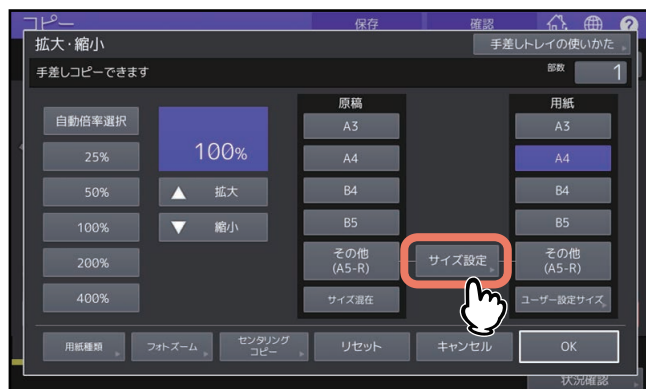 コピー
保存
確認
?
拡大・縮小
手差しトレイの使いかた
手差しコピーできます
部数
1
原稿
用紙
自動倍率選択
25%
50%
100%
200%
400%
100%
拡大
縮小
A3
A4
B4
B5
その他
(A5-R)
サイズ混在
サイズ設定
A3
A4
B4
B5
その他
(A5-R)
ユーザー設定サイズ
用紙種類
フォトズーム
センタリング
コピー
リセット
キャンセル
OK
状況確認